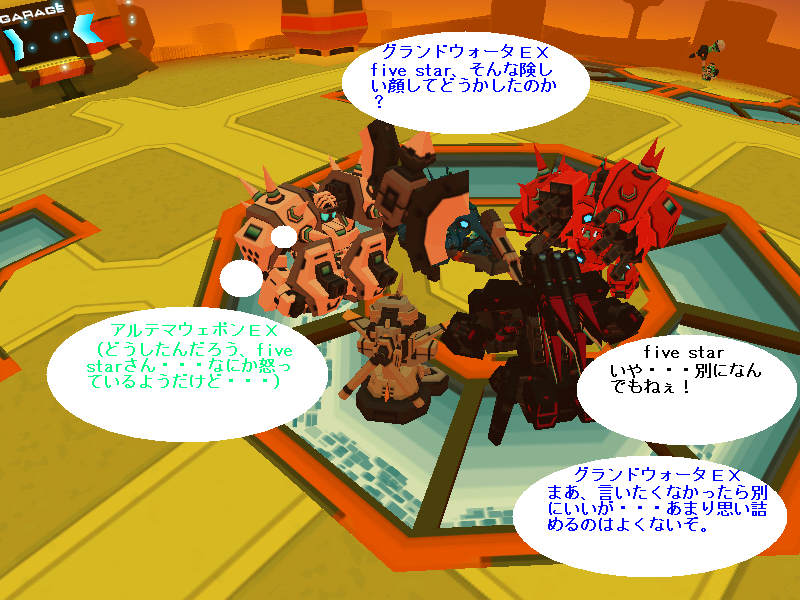 GARAGE
グランドウォータEX
five star、そんな険し
い顔してどうかしたのか
？
アルテマウェポンEX
（どうしたんだろう、five
starさん・・・なにか怒っ
ているようだけど・・・）
five star
いや・・・別になん
でもねぇ！
グランドウォータEX
まあ、言いたくなかったら別
にいいが・・・あまり思い詰
めるのはよくないぞ。